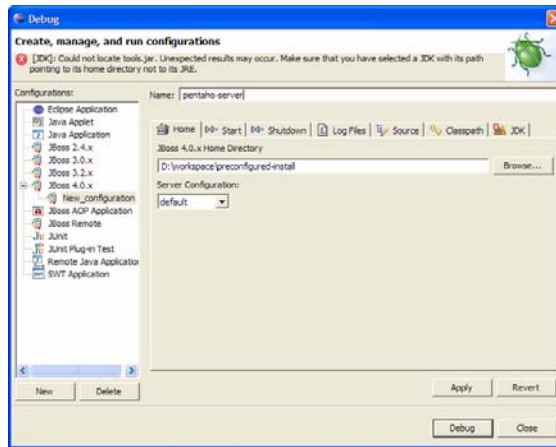 Debug
Create, manage, and run configurations
[JDK]: Could not locate tools.jar. Unexpected results may occur. Make sure that you have selected a JDK with its path
pointing to its home directory not to its JRE.
Configurations:
Eclipse Application
Java Applet
Java Application
JBoss 2.4.x
JBoss 3.0.x
JBoss 3.2.x
JBoss 4.0.x
New_configuration
JBoss AOP Application
JBoss Remote
JUnit
JUnit Plug-in Test
Remote Java Applicatior
SWT Application
New
Delete
Name: pentaho-server
Home Start Shutdown Log Files Source Classpath JDK
JBoss 4.0.x Home Directory
D:\workspace\preconfigured-install
Browse...
Server Configuration:
default
Apply
Revert
Debug
Close